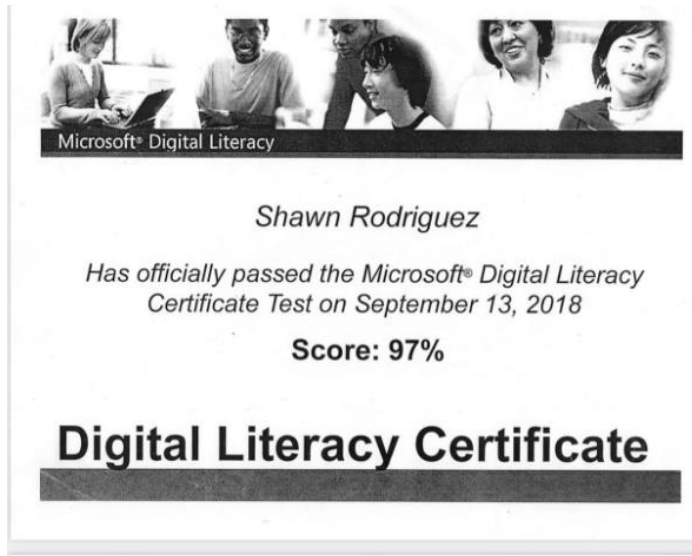 Microsoft® Digital Literacy
Shawn Rodriguez
Has officially passed the Microsoft® Digital Literacy
Certificate Test on September 13, 2018
Score: 97%
Digital Literacy Certificate